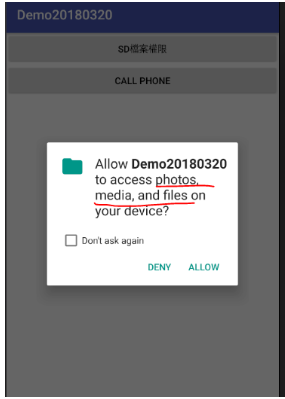 Demo20180320
SD檔案權限
CALL PHONE
Allow Demo20180320
to access photos,
media, and files on
your device?
Don't ask again
DENY ALLOW